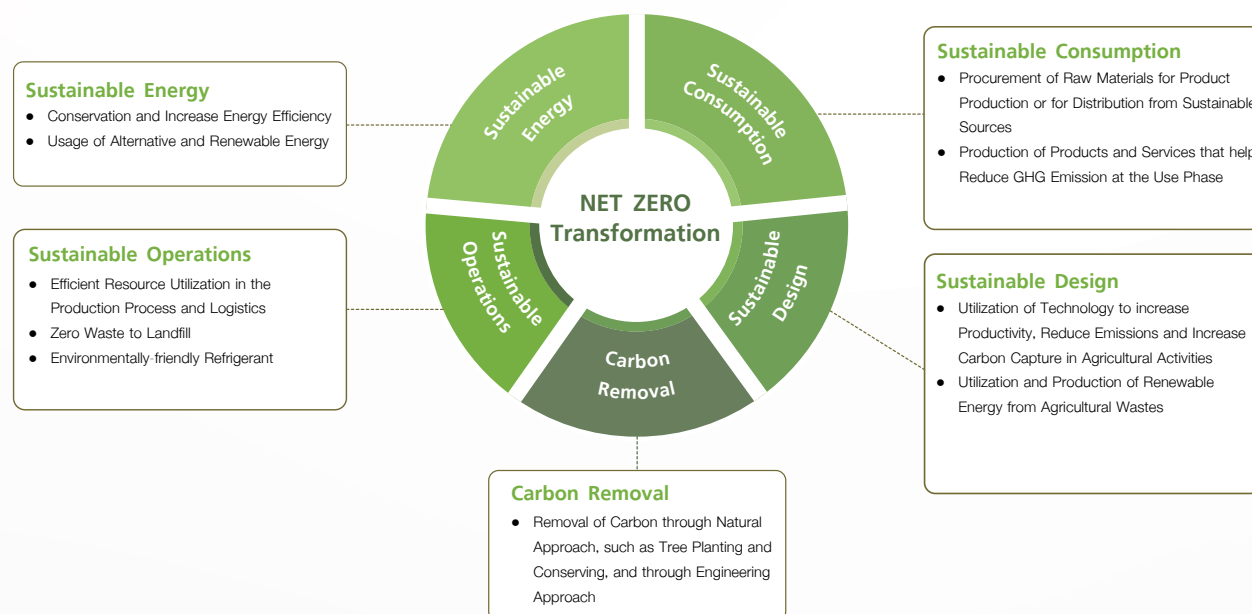 Sustainable Energy
● Conservation and Increase Energy Efficiency
● Usage of Alternative and Renewable Energy
Sustainable Operations
● Efficient Resource Utilization in the
Production Process and Logistics
● Zero Waste to Landfill
● Environmentally-friendly Refrigerant
Sustainable
Energy
Sustainable
Consumption
NET ZERO
Transformation
Sustainable
Operations
Sustainable
Design
Carbon
Removal
Sustainable Consumption
● Procurement of Raw Materials for Product
Production or for Distribution from Sustainable
Sources
● Production of Products and Services that help
Reduce GHG Emission at the Use Phase
Sustainable Design
● Utilization of Technology to increase
Productivity, Reduce Emissions and Increase
Carbon Capture in Agricultural Activities
● Utilization and Production of Renewable
Energy from Agricultural Wastes
Carbon Removal
● Removal of Carbon through Natural
Approach, such as Tree Planting and
Conserving, and through Engineering
Approach